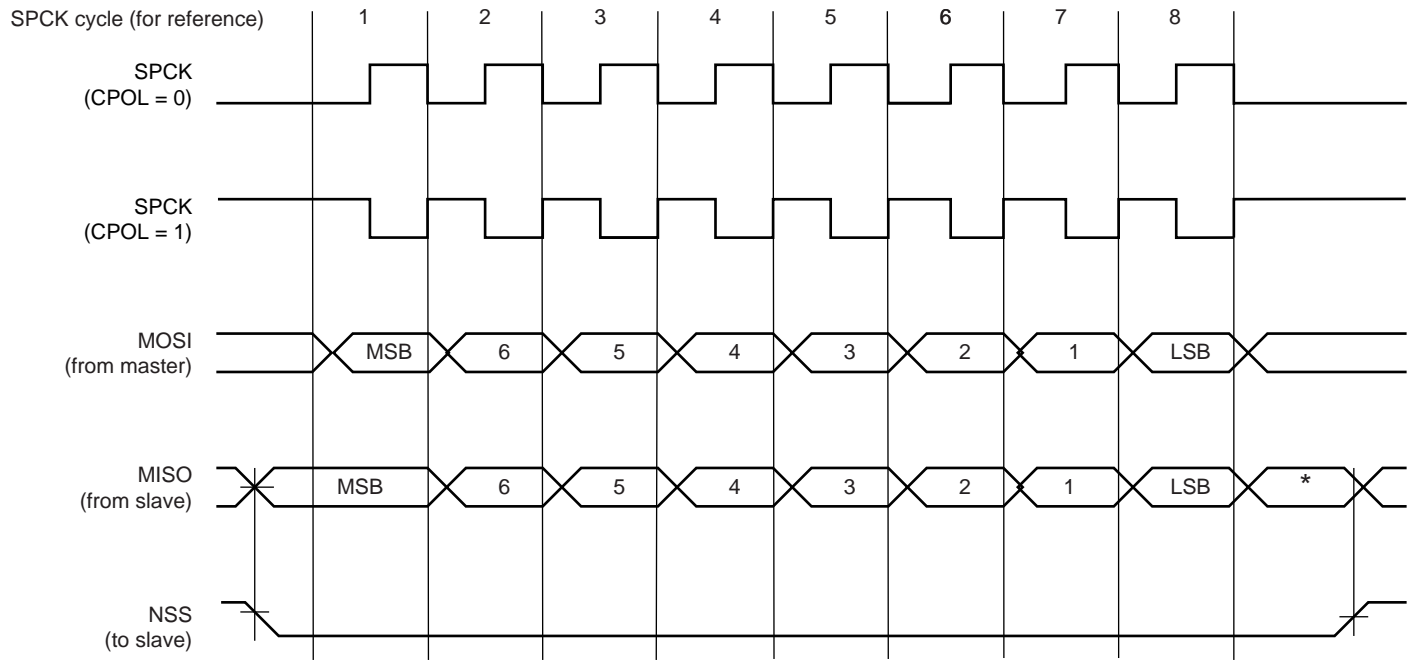 SPCK cycle (for reference) 1 2 3 4 5 6 7 8
SPCK
(CPOL = 0)
SPCK
(CPOL = 1)
MOSI
(from master)
MSB 6 5 4 3 2 1 LSB
MISO
(from slave)
MSB 6 5 4 3 2 1 LSB *
NSS
(to slave)